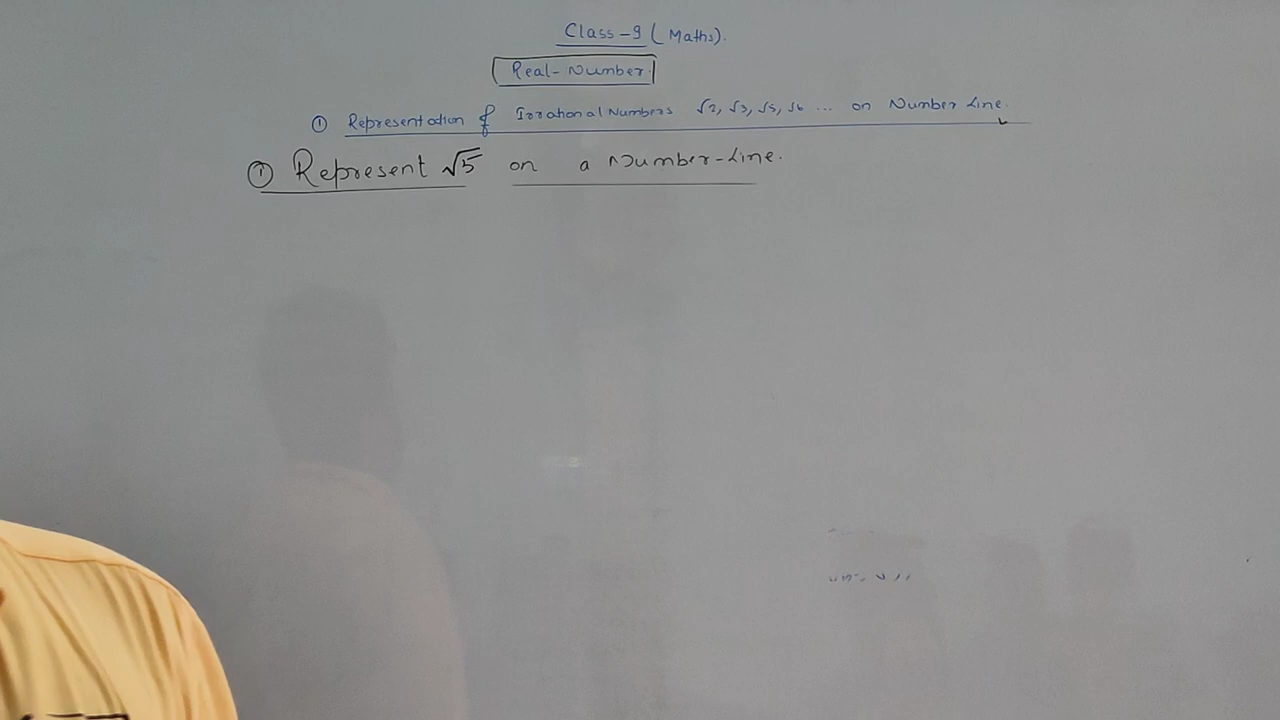 Class-9 (Maths).
Real-Number.
① Representation of Irrational Numbers √2, √3, √5, √6 ... on Number Line.
① Represent √5 on a Number-Line.